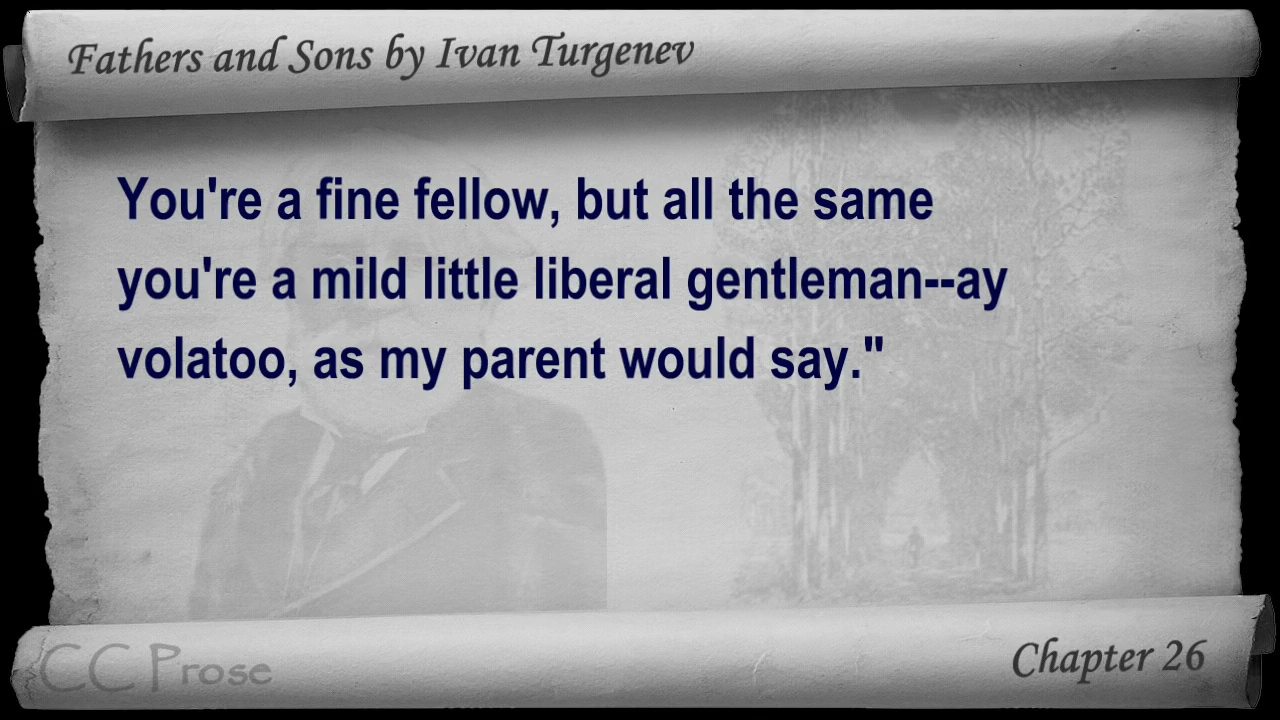 Fathers and Sons by Ivan Turgenev
You're a fine fellow, but all the same
you're a mild little liberal gentleman--ay
volatoo, as my parent would say."
CC Prose
Chapter 26